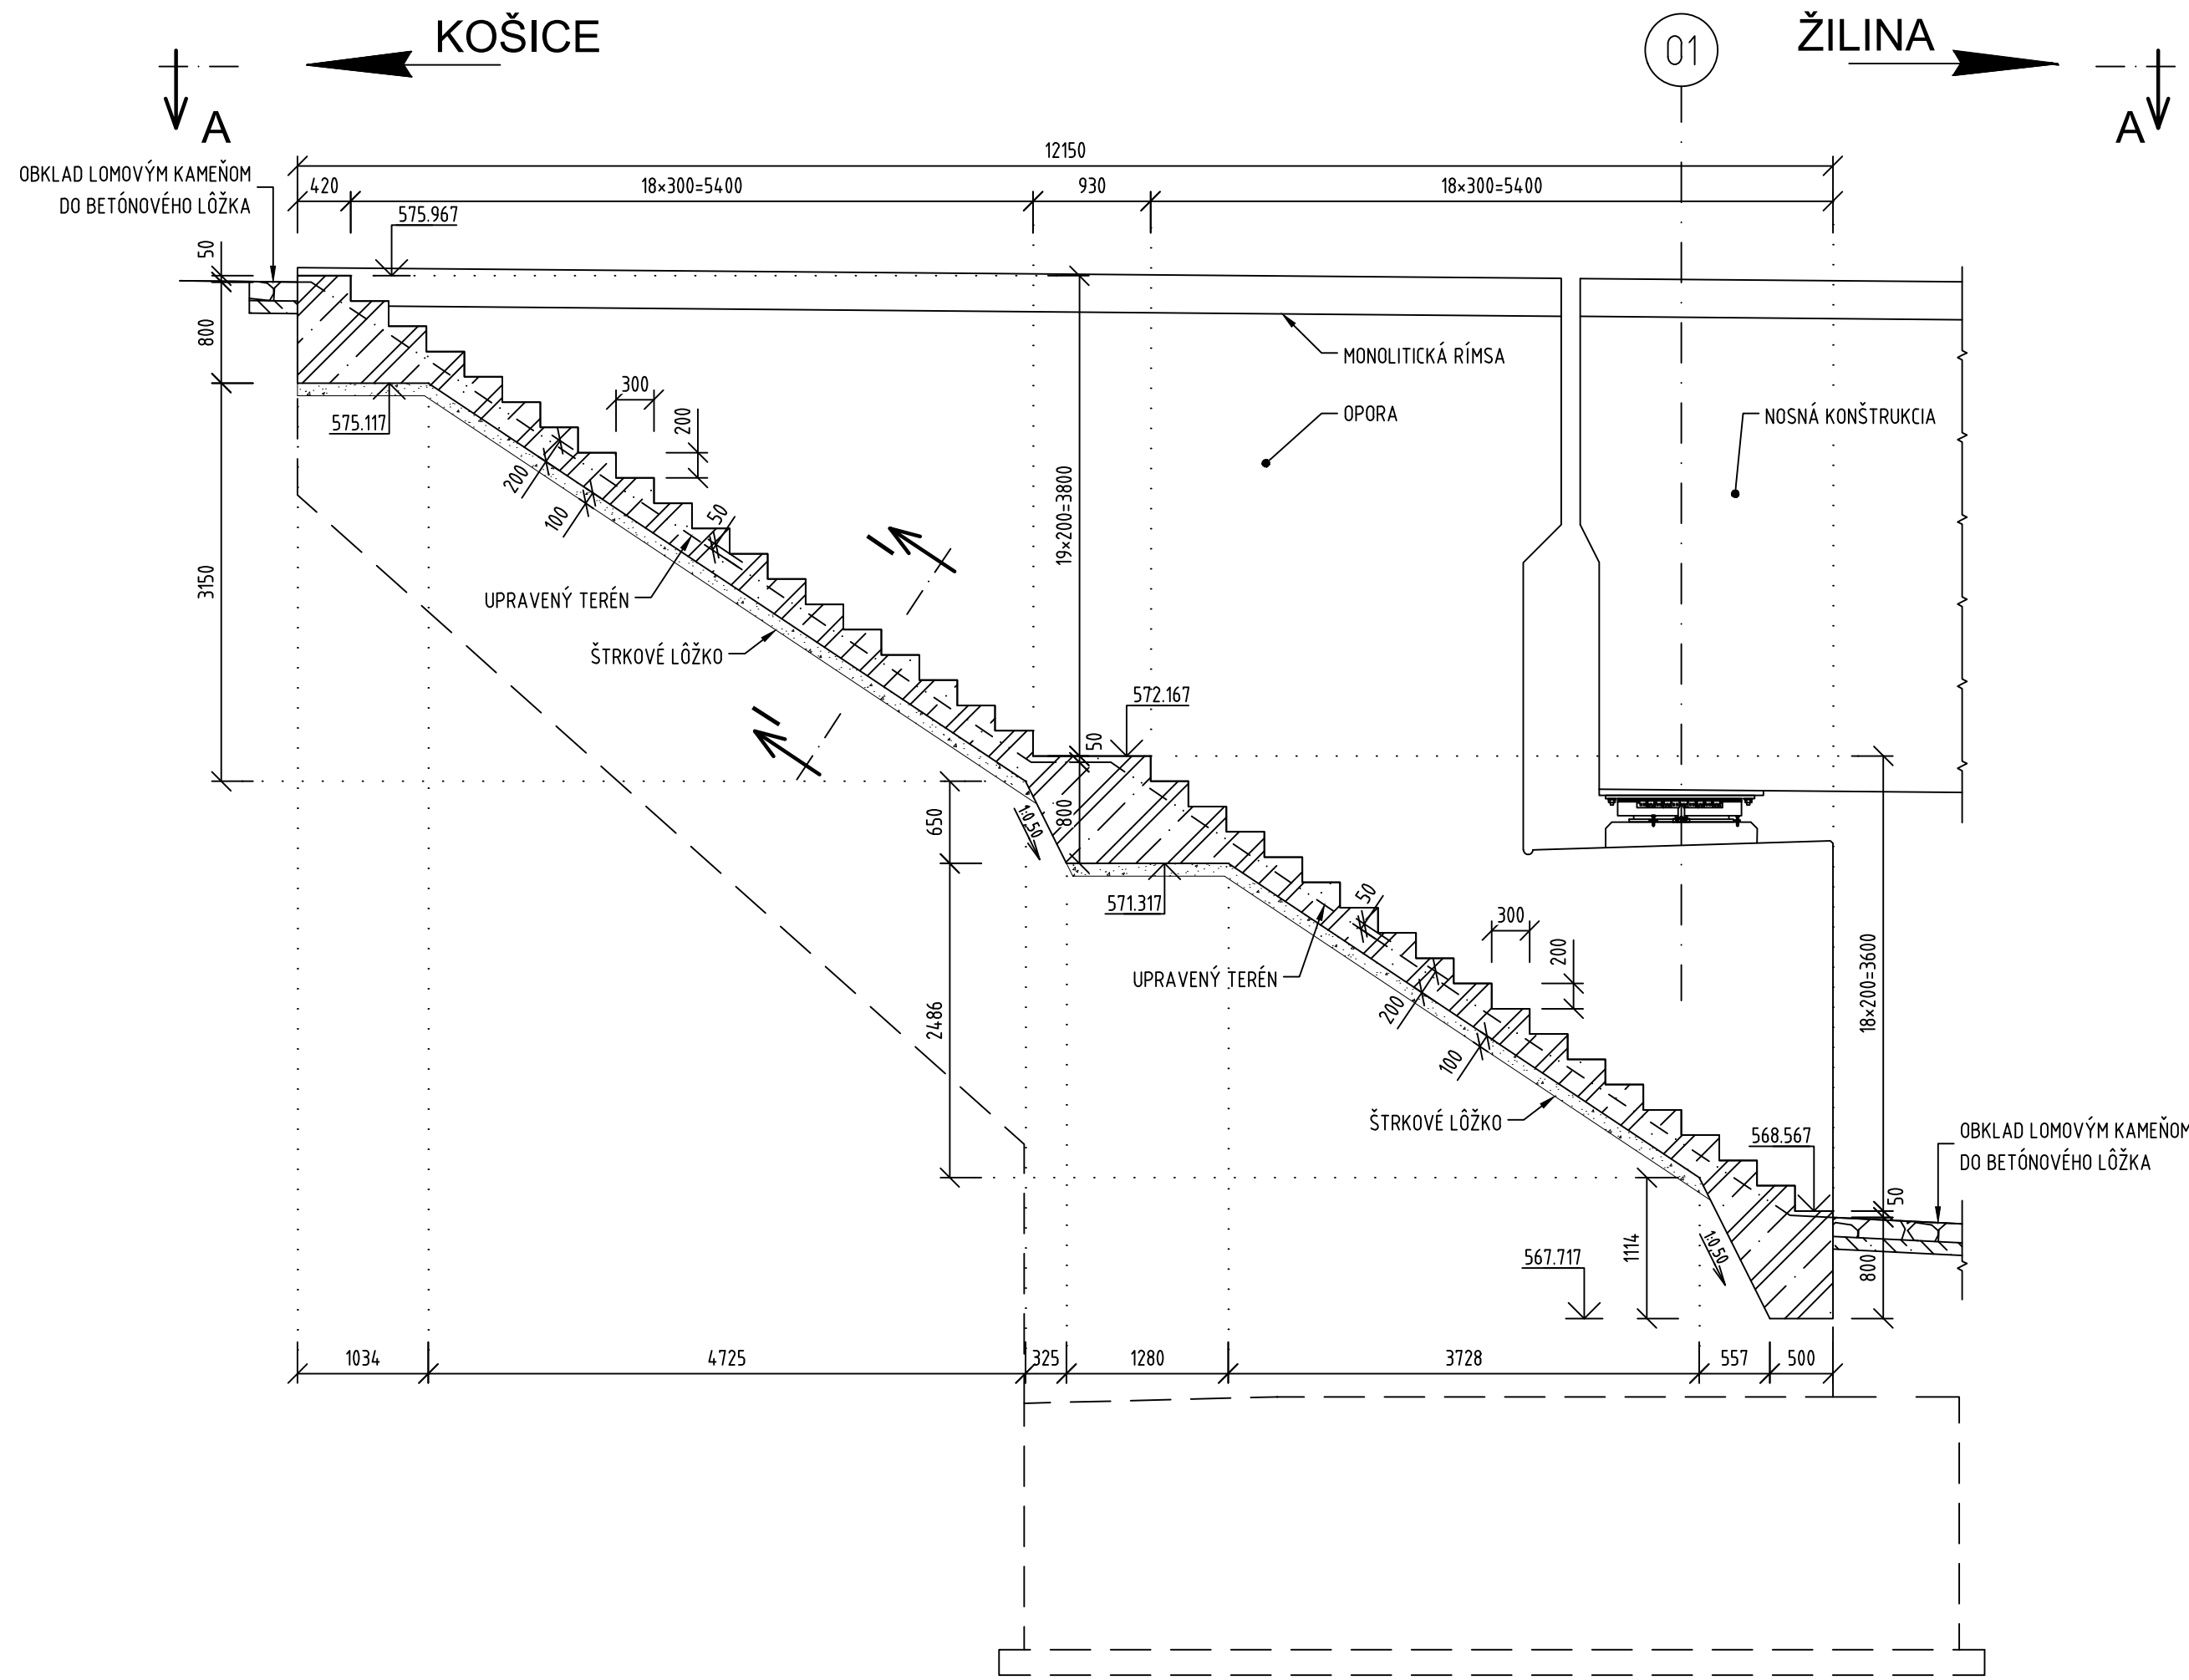 KOŠICE
01
ŽILINA
A
A
12150
OBKLAD LOMOVÝM KAMEŇOM
DO BETÓNOVÉHO LÔŽKA
420
18×300=5400
930
18×300=5400
575.967
50
800
3150
MONOLITICKÁ RÍMSA
OPORA
NOSNÁ KONŠTRUKCIA
575.117
300
200
200
100
50
19×200=3800
I
UPRAVENÝ TERÉN
ŠTRKOVÉ LÔŽKO
I
572.167
50
650
1:0.50
800
571.317
50
300
200
UPRAVENÝ TERÉN
200
100
2486
18×200=3600
ŠTRKOVÉ LÔŽKO
568.567
OBKLAD LOMOVÝM KAMEŇOM
DO BETÓNOVÉHO LÔŽKA
50
567.717
1114
1:0.50
800
1034
4725
325
1280
3728
557
500